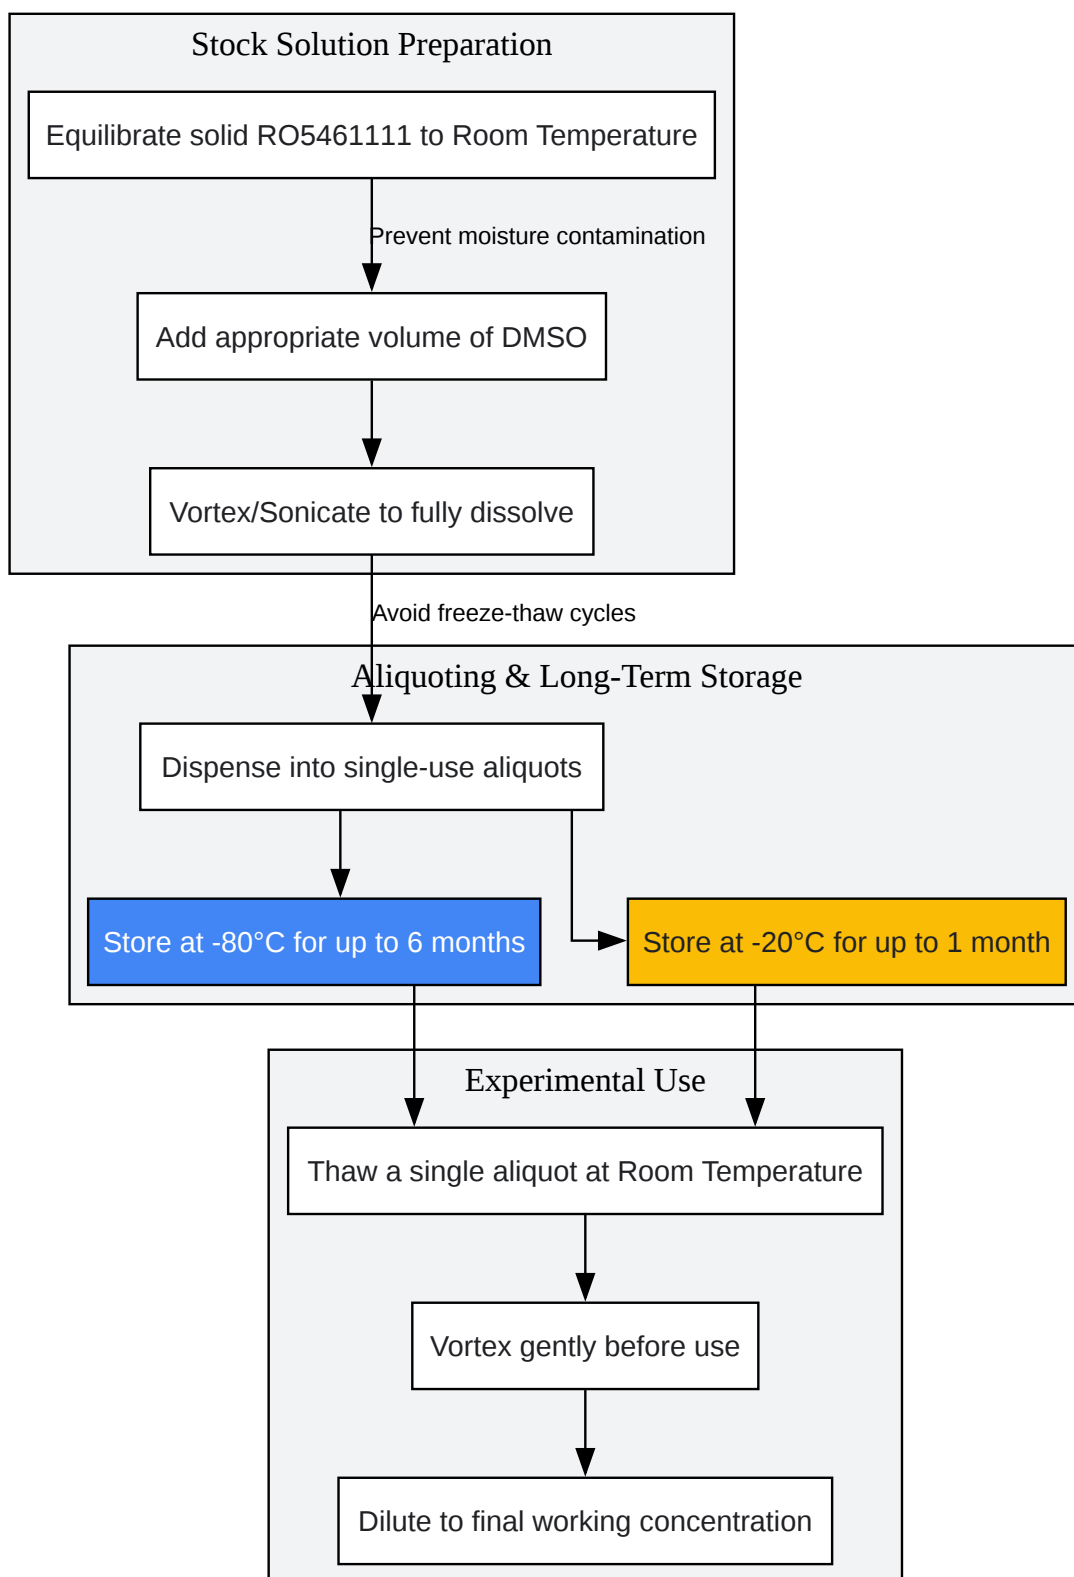 Stock Solution Preparation
Equilibrate solid RO5461111 to Room Temperature
Prevent moisture contamination
Add appropriate volume of DMSO
Vortex/Sonicate to fully dissolve
Avoid freeze-thaw cycles
Aliquoting & Long-Term Storage
Dispense into single-use aliquots
Store at -80°C for up to 6 months
Store at -20°C for up to 1 month
Experimental Use
Thaw a single aliquot at Room Temperature
Vortex gently before use
Dilute to final working concentration